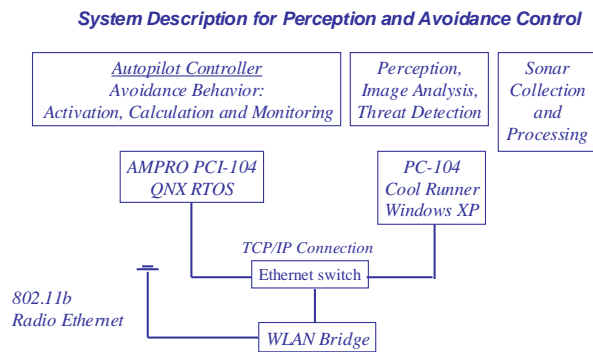 System Description for Perception and Avoidance Control
Autopilot Controller
Avoidance Behavior:
Activation, Calculation and Monitoring
Perception,
Image Analysis,
Threat Detection
Sonar
Collection
and
Processing
AMPRO PCI-104
QNX RTOS
PC-104
Cool Runner
Windows XP
TCP/IP Connection
Ethernet switch
802.11b
Radio Ethernet
WLAN Bridge